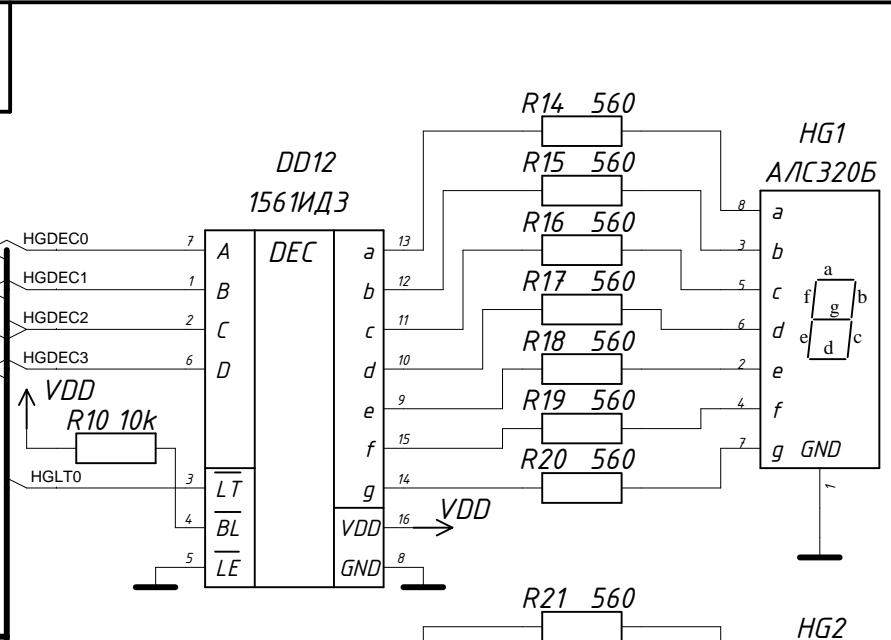 R14 560
HG1
АЛС320Б
DD12
1561ИД3
R15 560
R16 560
R17 560
R18 560
R19 560
R20 560
HGDEC0 7 A DEC a 13
HGDEC1 1 B b 12
HGDEC2 2 C c 11
HGDEC3 6 D d 10
e 9
f 15
HGLT0 3 LT g 14
4 BL VDD 16 VDD
5 LE GND 8
VDD
R10 10k
8 a
3 b
5 c
6 d
2 e
4 f
7 g GND
1
a
f b
g
e c
d
R21 560
HG2